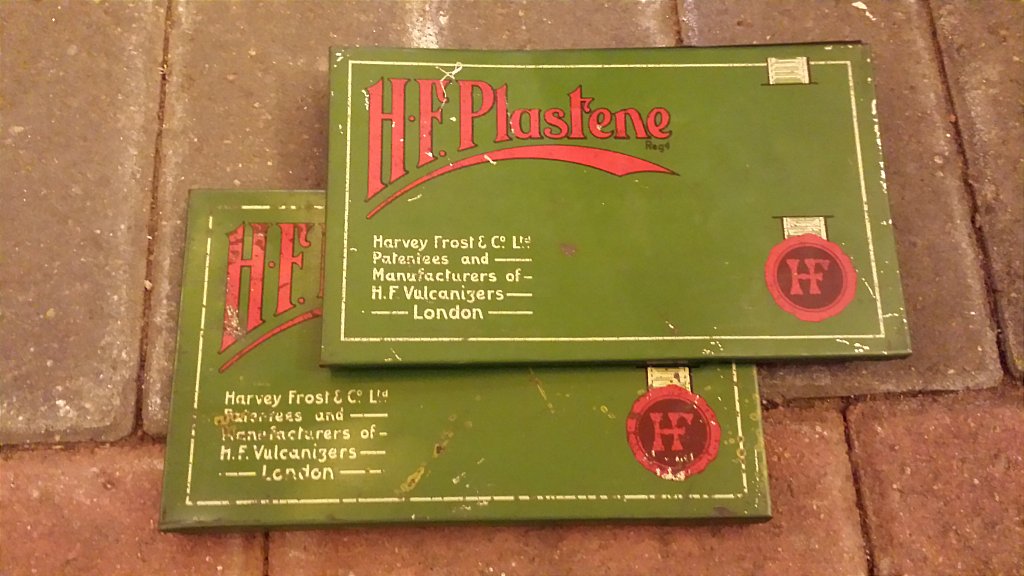 H.F. Plastene
Regd
Harvey Frost & Co Ltd
Patentees and
Manufacturers of
H.F. Vulcanizers
London
HF
H.F.
Harvey Frost & Co Ltd
Patentees and
Manufacturers of
H.F. Vulcanizers
London
HF